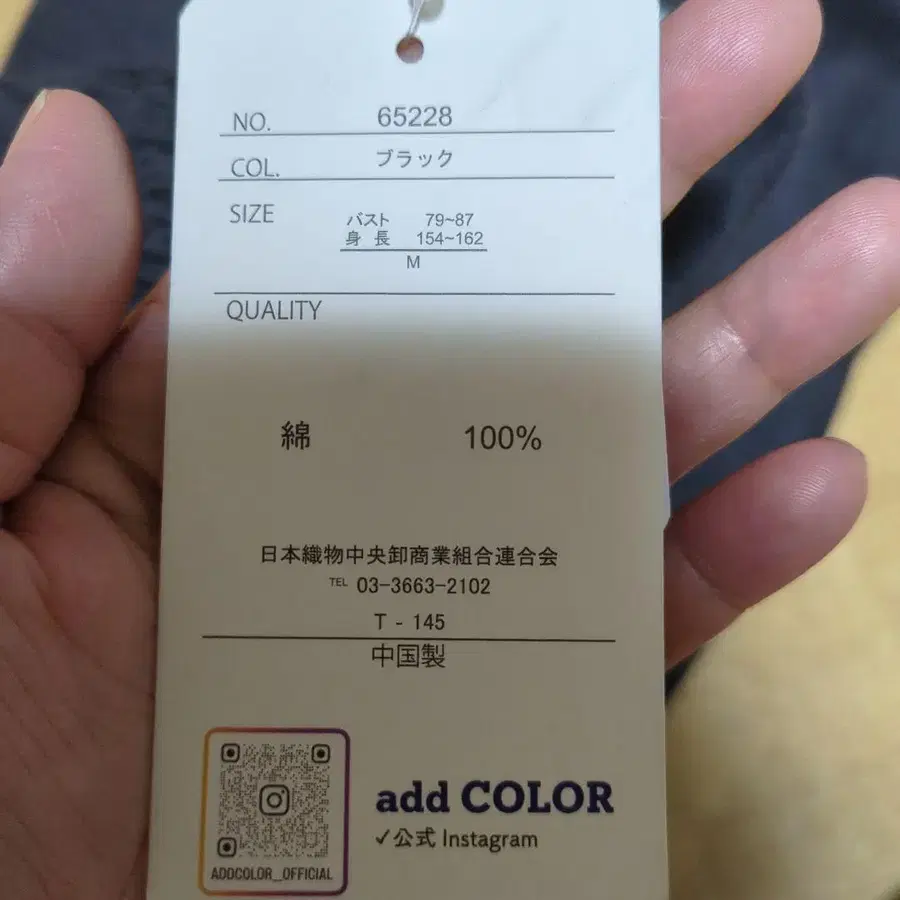 NO. 65228
COL. ブラック
SIZE バスト 79~87
身 長 154~162
M
QUALITY
綿 100%
日本織物中央卸商業組合連合会
TEL 03-3663-2102
T - 145
中国製
add COLOR
✓公式 Instagram
ADDCOLOR_OFFICIAL